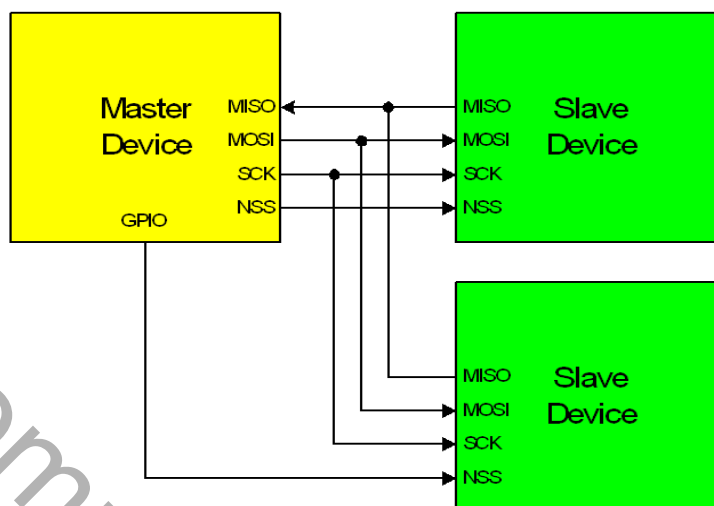 Master
Device
MISO
MOSI
SCK
NSS
GPIO
MISO
MOSI
SCK
NSS
Slave
Device
MISO
MOSI
SCK
NSS
Slave
Device